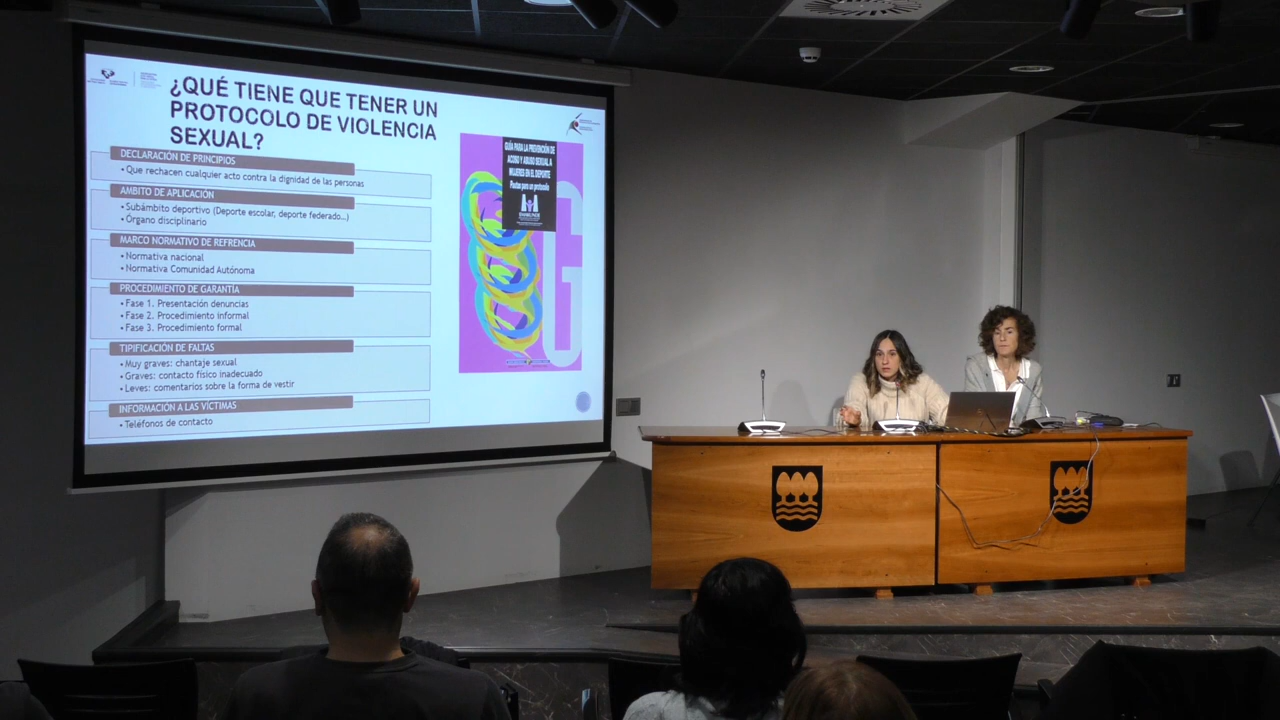 ¿QUÉ TIENE QUE TENER UN
PROTOCOLO DE VIOLENCIA
SEXUAL?
DECLARACIÓN DE PRINCIPIOS
• Que rechacen cualquier acto contra la dignidad de las personas
AMBITO DE APLICACIÓN
• Subámbito deportivo (Deporte escolar, deporte federado...)
• Órgano disciplinario
MARCO NORMATIVO DE REFRENCIA
• Normativa nacional
• Normativa Comunidad Autónoma
PROCEDIMIENTO DE GARANTÍA
• Fase 1. Presentación denuncias
• Fase 2. Procedimiento informal
• Fase 3. Procedimiento formal
TIPIFICACIÓN DE FALTAS
• Muy graves: chantaje sexual
• Graves: contacto físico inadecuado
• Leves: comentarios sobre la forma de vestir
INFORMACIÓN A LAS VÍCTIMAS
• Teléfonos de contacto
GUÍA PARA LA PREVENCIÓN DE
ACOSO Y ABUSO SEXUAL A
MUJERES EN EL DEPORTE
Pautas para un protocolo
EMAKUNDE
G